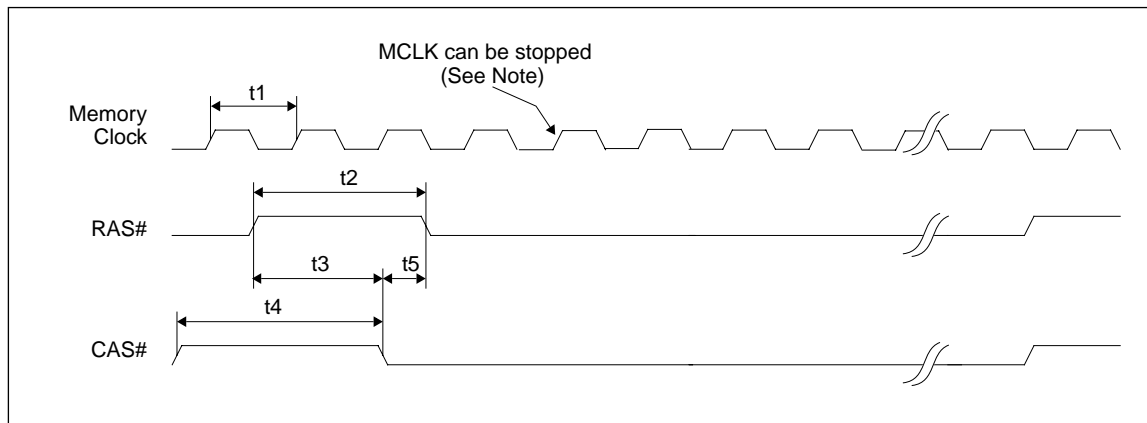 MCLK can be stopped
(See Note)
t1
Memory
Clock
t2
RAS#
t3
t5
t4
CAS#